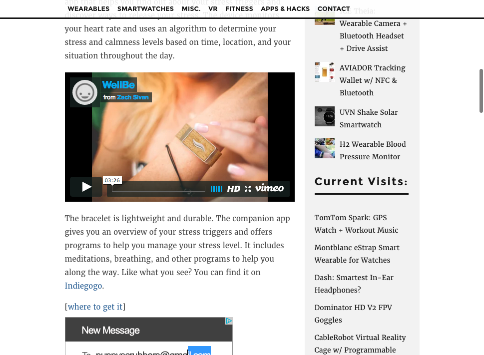 WEARABLES SMARTWATCHES MISC. VR FITNESS APPS & HACKS CONTACT
your heart rate and uses an algorithm to determine your
stress and calmness levels based on time, location, and your
situation throughout the day.
WellBe
from Zach Sivan
03:26
HD vimeo
The bracelet is lightweight and durable. The companion app
gives you an overview of your stress triggers and offers
programs to help you manage your stress level. It includes
meditations, breathing, and other programs to help you
along the way. Like what you see? You can find it on
Indiegogo.
[where to get it]
New Message
Wearable Camera +
Bluetooth Headset
+ Drive Assist
AVIADOR Tracking
Wallet w/ NFC &
Bluetooth
UVN Shake Solar
Smartwatch
H2 Wearable Blood
Pressure Monitor
Current Visits:
TomTom Spark: GPS
Watch + Workout Music
Montblanc eStrap Smart
Wearable for Watches
Dash: Smartest In-Ear
Headphones?
Dominator HD V2 FPV
Goggles
CableRobot Virtual Reality
Cage w/ Programmable